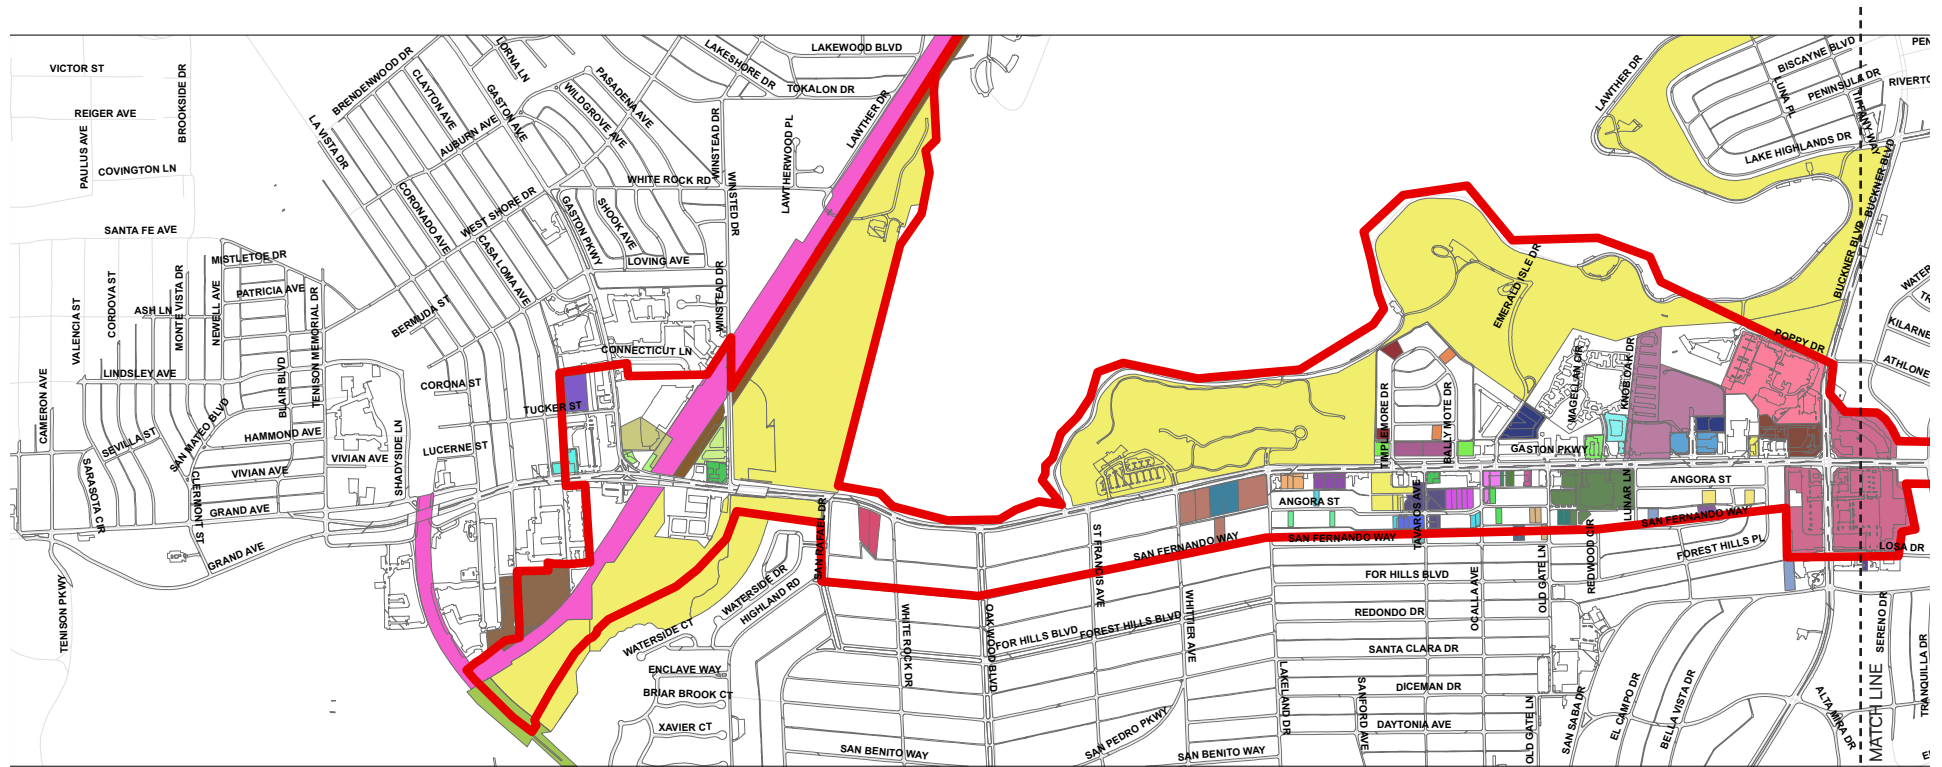 VICTOR ST
REIGER AVE
PAULUS AVE
BROOKSIDE DR
COVINGTON LN
SANTA FE AVE
MISTLETOE DR
PATRICIA AVE
VALENCIA ST
CORDOVA ST
ASH LN
MONTE VISTA DR
NEWELL AVE
LINDSLEY AVE
BLAIR BLVD
TENISON MEMORIAL DR
CAMERON AVE
SEVILLA ST
SAN MATEO BLVD
HAMMOND AVE
VIVIAN AVE
VIVIAN AVE
SARASOTA CIR
CLERMONT ST
GRAND AVE
GRAND AVE
TENISON PKWY
SHADYSIDE LN
LA VISTA DR
BRENDENWOOD DR
CLAYTON AVE
AUBURN AVE
GASTON AVE
LORNA LN
WILDGROVE AVE
PASADENA AVE
LAKESHORE DR
LAKEWOOD BLVD
TOKALON DR
LAWTHER DR
WINSTEAD DR
LAWTHERWOOD PL
WHITE ROCK RD
WINSTED DR
CORONADO AVE
WEST SHORE DR
CASA LOMA AVE
GASTON PKWY
SHOOK AVE
LOVING AVE
BERMUDA ST
WINSTEAD DR
CONNECTICUT LN
CORONA ST
TUCKER ST
LUCERNE ST
SAN RAFAEL DR
WATERSIDE DR
HIGHLAND RD
WATERSIDE CT
ENCLAVE WAY
BRIAR BROOK CT
XAVIER CT
WHITE ROCK DR
OAKWOOD BLVD
SAN BENITO WAY
FOR HILLS BLVD
FOREST HILLS BLVD
ST FRANCIS AVE
SAN FERNANDO WAY
WHITTIER AVE
SAN PEDRO PKWY
SAN BENITO WAY
LAKELAND DR
SANFORD AVE
ANGORA ST
SAN FERNANDO WAY
FOR HILLS BLVD
REDONDO DR
SANTA CLARA DR
DICEMAN DR
DAYTONIA AVE
TIMPLEMORE DR
BALLY MOTE DR
TAVAROS AVE
OCALLA AVE
OLD GATE LN
OLD GATE LN
REDWOOD CIR
GASTON PKWY
MAGELLAN CIR
KNOB OAK DR
EMERALD ISLE DR
LUNAR LN
ANGORA ST
SAN FERNANDO WAY
FOREST HILLS PL
SAN SABA DR
EL CAMPO DR
BELLA VISTA DR
ALTA MIRA DR
MATCH LINE
SERENO DR
TRANQUILLA DR
LOSA DR
POPPY DR
BUCKNER BLVD
BUCKNER BLVD
LAWTHER DR
BISCAYNE BLVD
PENINSULA DR
LUNA PL
TIFFANY WAY
LAKE HIGHLANDS DR
PEN
RIVERTO
WATER
TR
KILARNE
ATHLONE